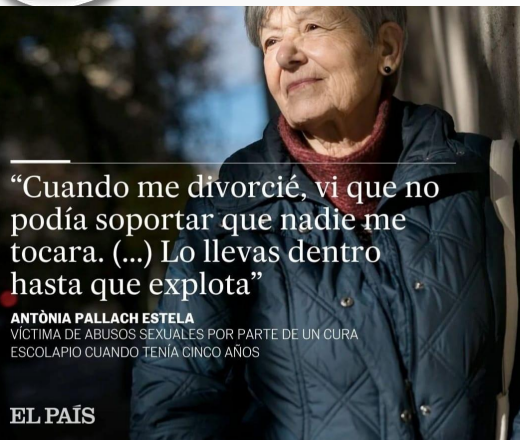 “Cuando me divorcié, vi que no
podía soportar que nadie me
tocara. (...) Lo llevas dentro
hasta que explota”
ANTÒNIA PALLACH ESTELA
VÍCTIMA DE ABUSOS SEXUALES POR PARTE DE UN CURA
ESCOLAPIO CUANDO TENÍA CINCO AÑOS
EL PAÍS